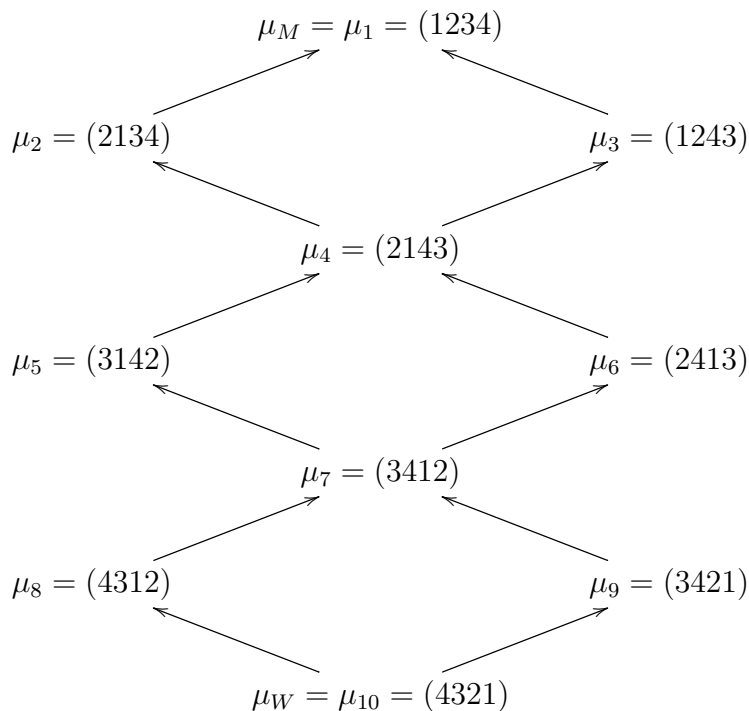 μ_M = μ_1 = (1234)
μ_2 = (2134) μ_3 = (1243)
μ_4 = (2143)
μ_5 = (3142) μ_6 = (2413)
μ_7 = (3412)
μ_8 = (4312) μ_9 = (3421)
μ_W = μ_10 = (4321)